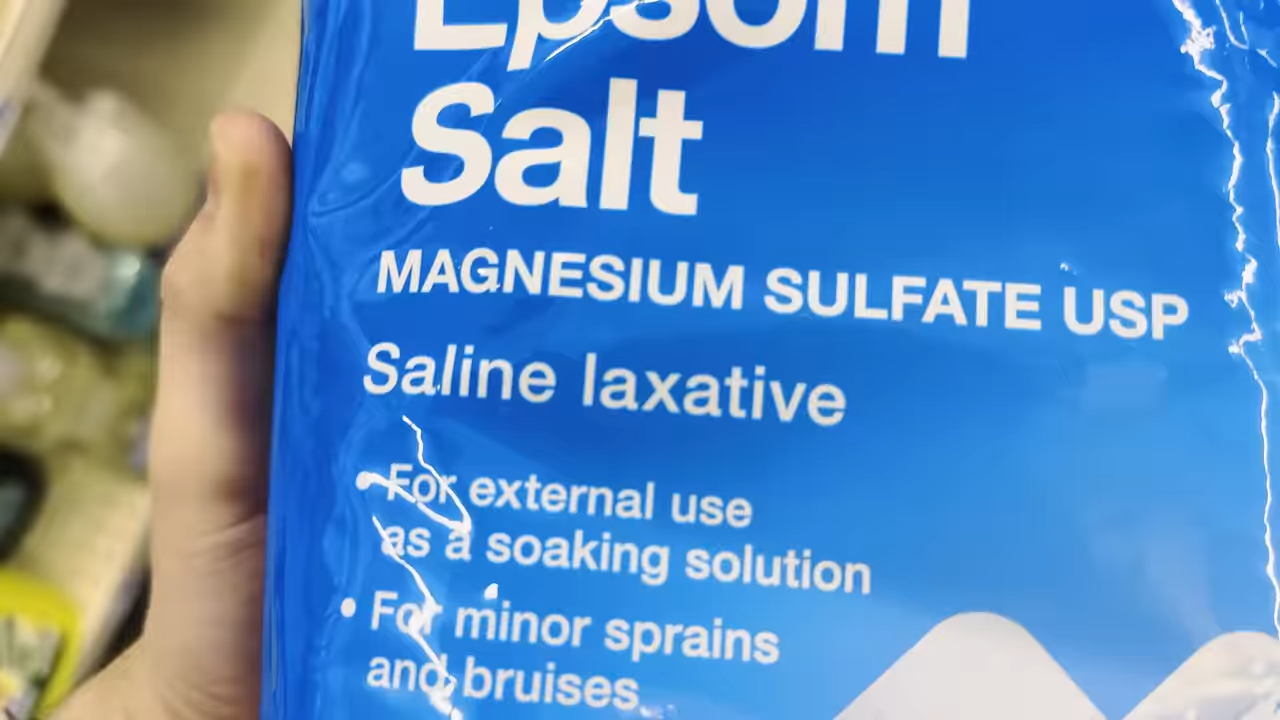 Epsom
Salt
MAGNESIUM SULFATE USP
Saline laxative
• For external use
as a soaking solution
• For minor sprains
and bruises